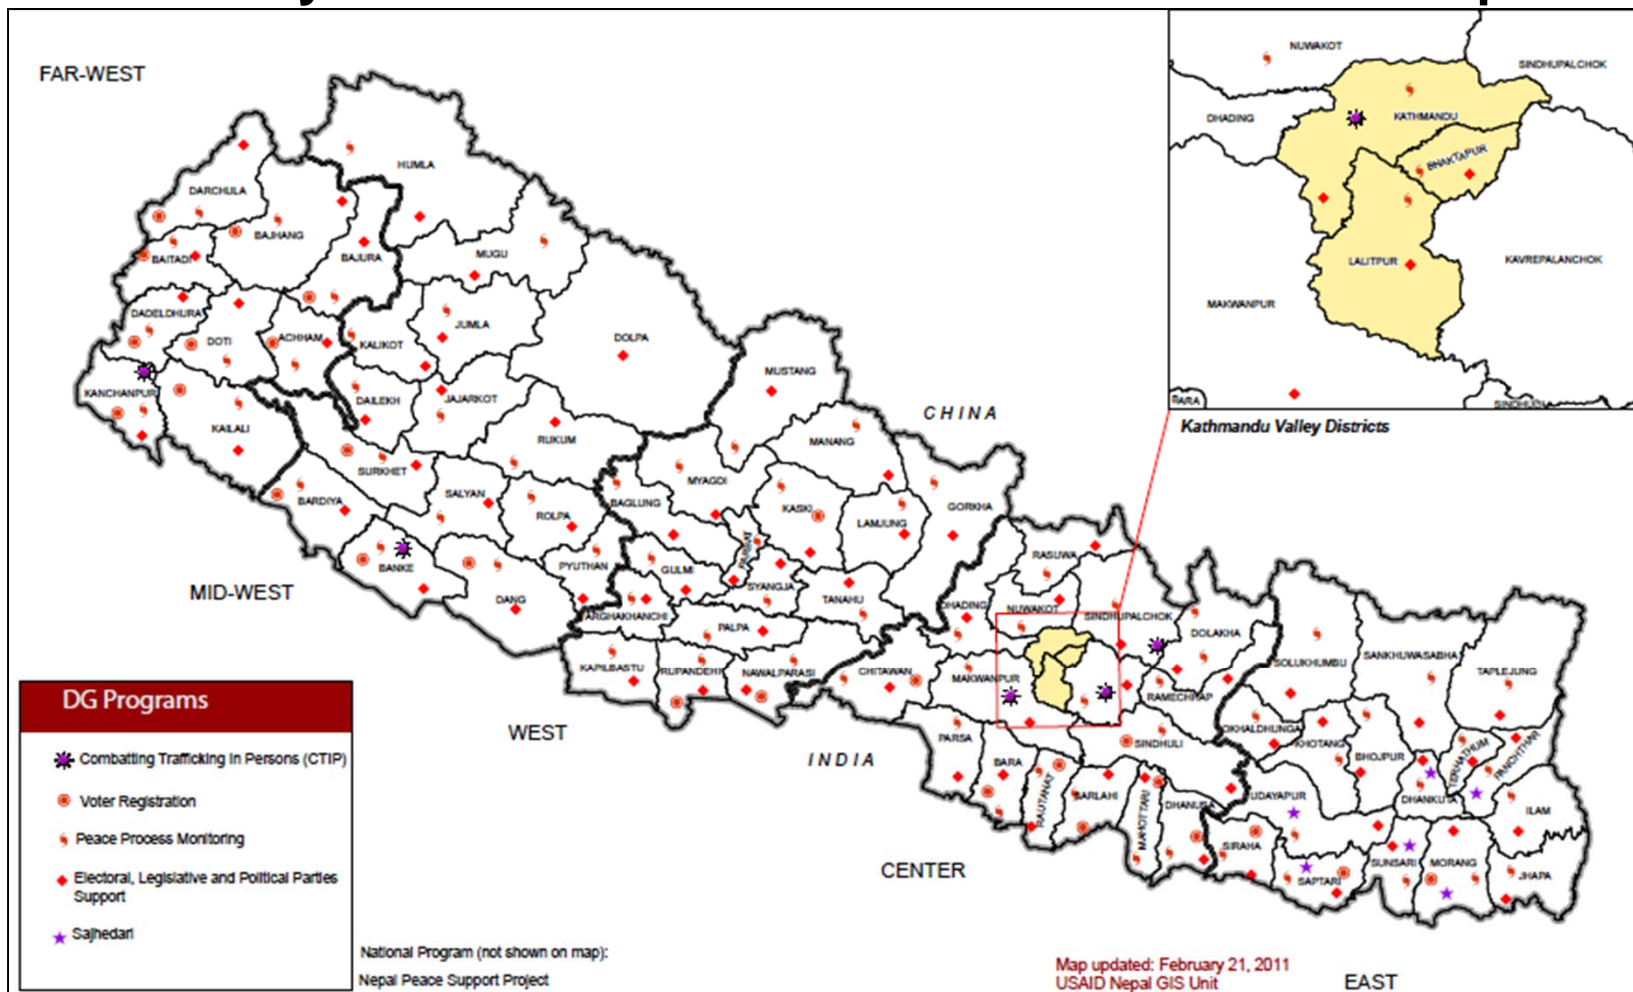 FAR-WEST
HUMLA
DARCHULA
BAJHANG
BAITADI
BAJURA
MUGU
DADELDHURA
DOTI
ACHHAM
KALIKOT
JUMLA
DOLPA
MUSTANG
KANCHANPUR
KAILALI
DAILEKH
JAJARKOT
RUKUM
MANANG
CHINA
SURKHET
BARDIYA
SALYAN
ROLPA
BAGLUNG
MYAGDI
KASKI
LAMJUNG
GORKHA
BANKE
DANG
PYUTHAN
GULMI
PARBAT
SYANGJA
TANAHU
ARGHAKHANCHI
PALPA
MID-WEST
KAPILBASTU
RUPANDEHI
NAWALPARASI
CHITAWAN
WEST
INDIA
RASUWA
DHADING
NUWAKOT
SINDHUPALCHOK
DOLAKHA
MAKWANPUR
RAMECHHAP
SOLUKHUMBU
SANKHUWASABHA
TAPLEJUNG
PARSA
BARA
RAUTAHAT
SARLAHI
MAHOTTARI
DHANUSA
SINDHULI
OKHALDHUNGA
KHOTANG
BHOJPUR
TERHATHUM
PANCHTHAR
DHANKUTA
ILAM
UDAYAPUR
SIRAHA
SAPTARI
SUNSARI
MORANG
JHAPA
CENTER
EAST
NUWAKOT
SINDHUPALCHOK
DHADING
KATHMANDU
BHAKTAPUR
LALITPUR
KAVREPALANCHOK
MAKWANPUR
BARA
SINDHULI
Kathmandu Valley Districts
DG Programs
Combatting Trafficking in Persons (CTIP)
Voter Registration
Peace Process Monitoring
Electoral, Legislative and Political Parties
Support
Sajhedari
National Program (not shown on map):
Nepal Peace Support Project
Map updated: February 21, 2011
USAID Nepal GIS Unit